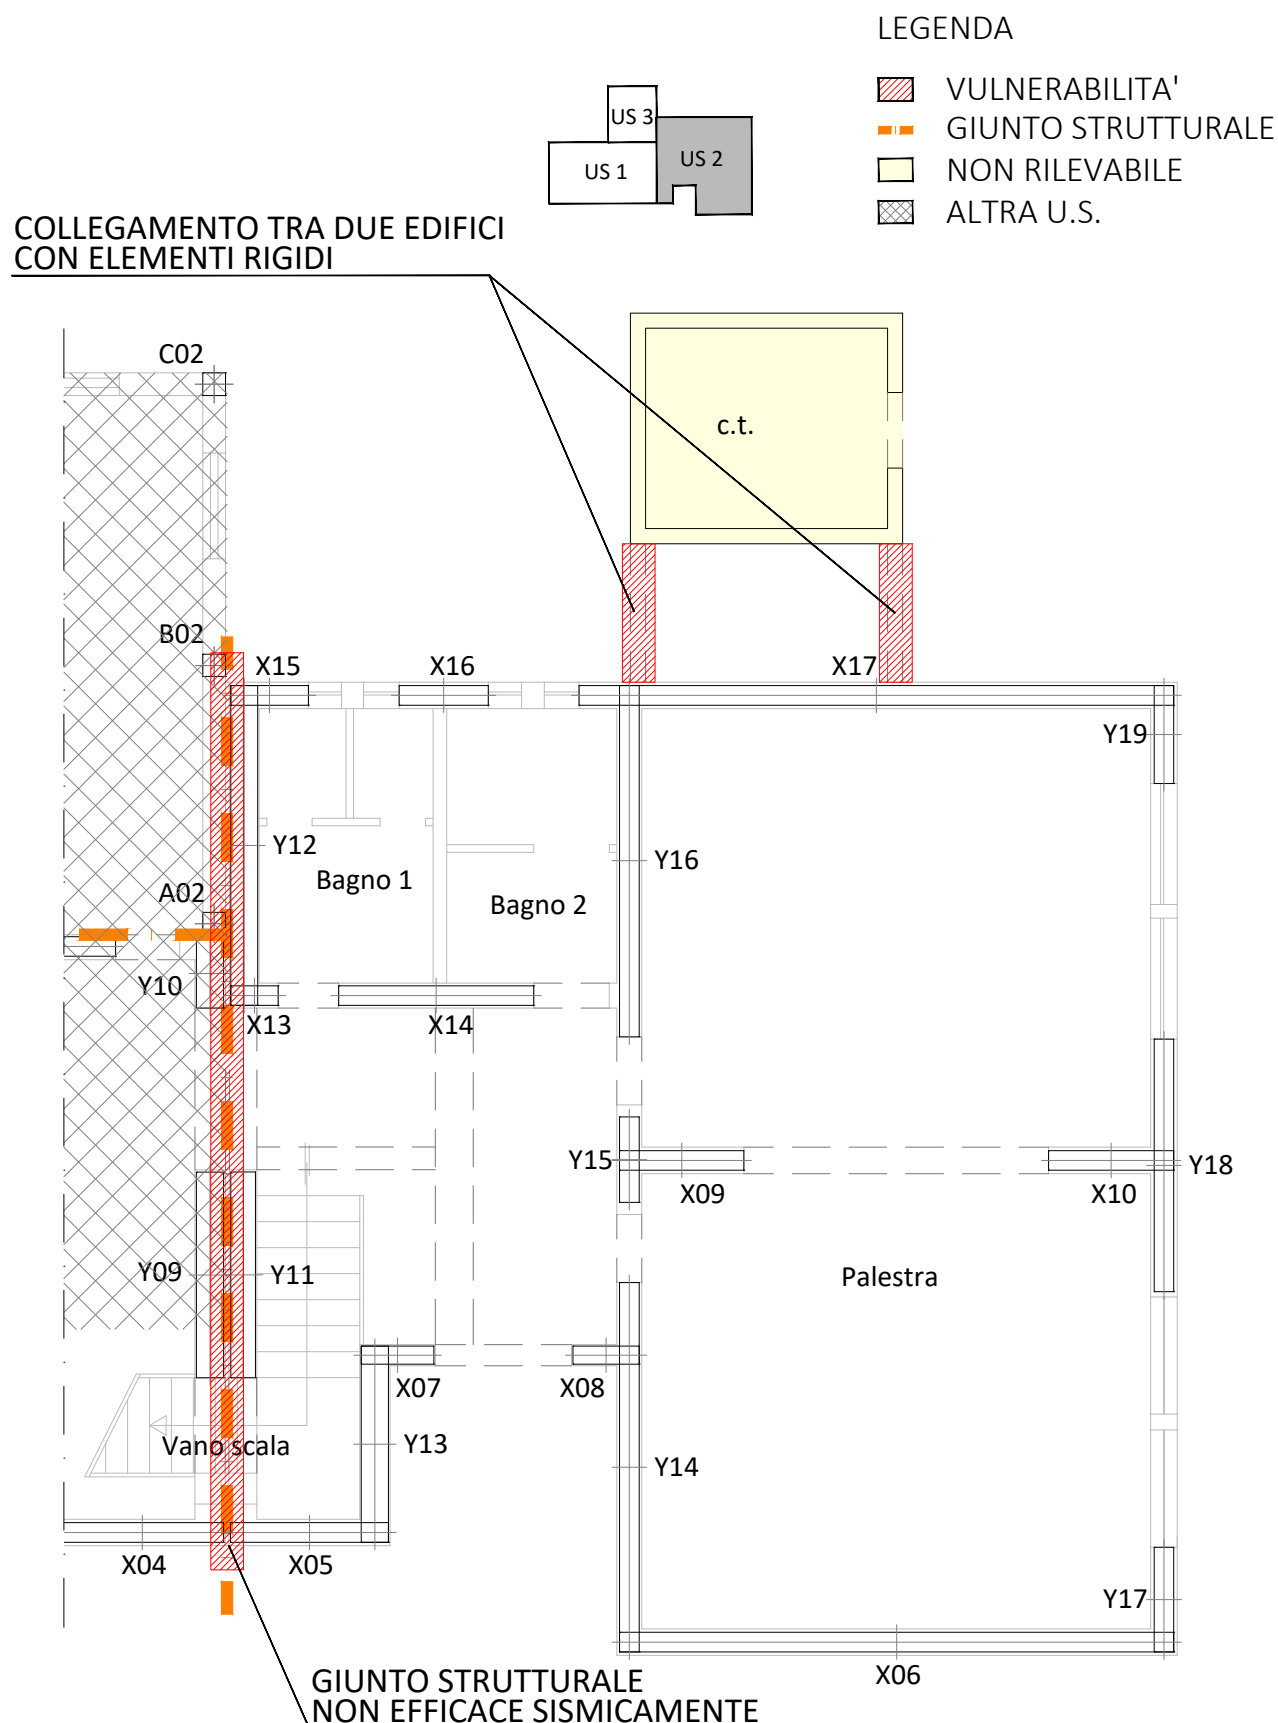 LEGENDA
VULNERABILITA'
GIUNTO STRUTTURALE
NON RILEVABILE
ALTRA U.S.
US 3
US 2
US 1
COLLEGAMENTO TRA DUE EDIFICI
CON ELEMENTI RIGIDI
C02
c.t.
B02
X15
X16
X17
Y19
Y12
Y16
Bagno 1
A02
Bagno 2
Y10
X13
X14
Y15
Y18
X09
X10
Y09
Y11
Palestra
X07
X08
Vano scala
Y13
Y14
X04
X05
Y17
X06
GIUNTO STRUTTURALE
NON EFFICACE SISMICAMENTE